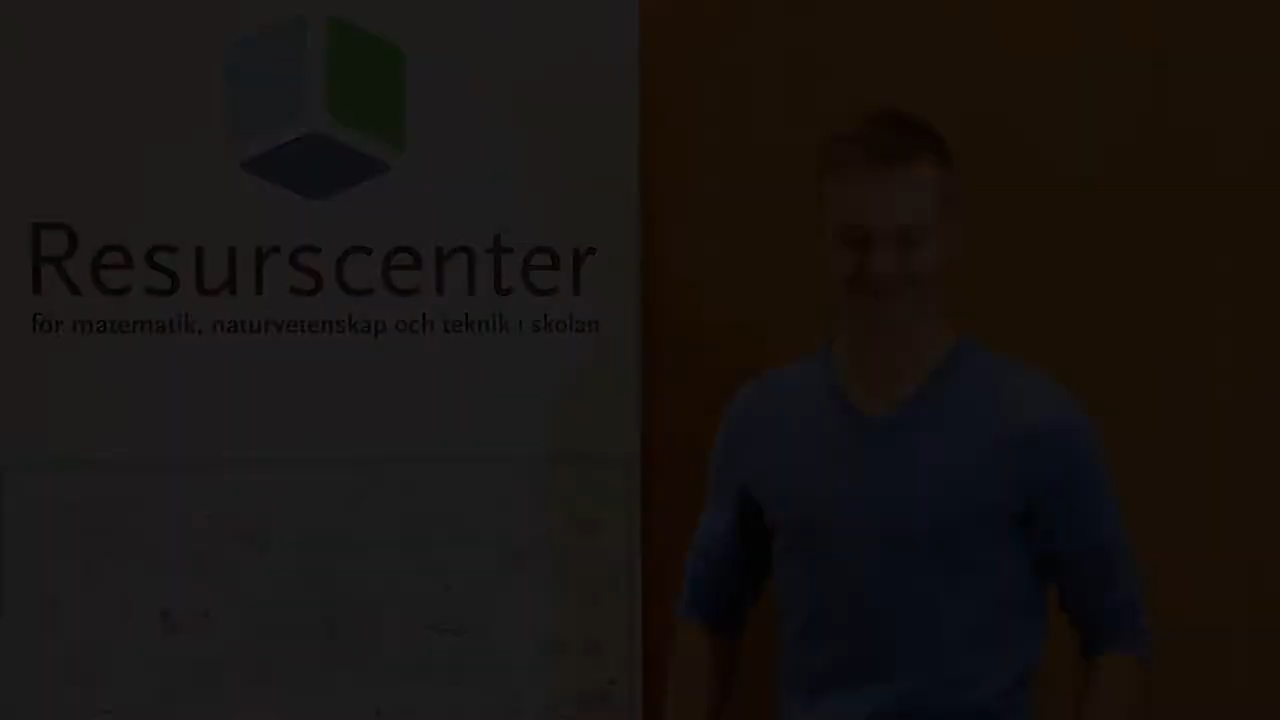 Resurscenter
för matematik, naturvetenskap och teknik i skolan